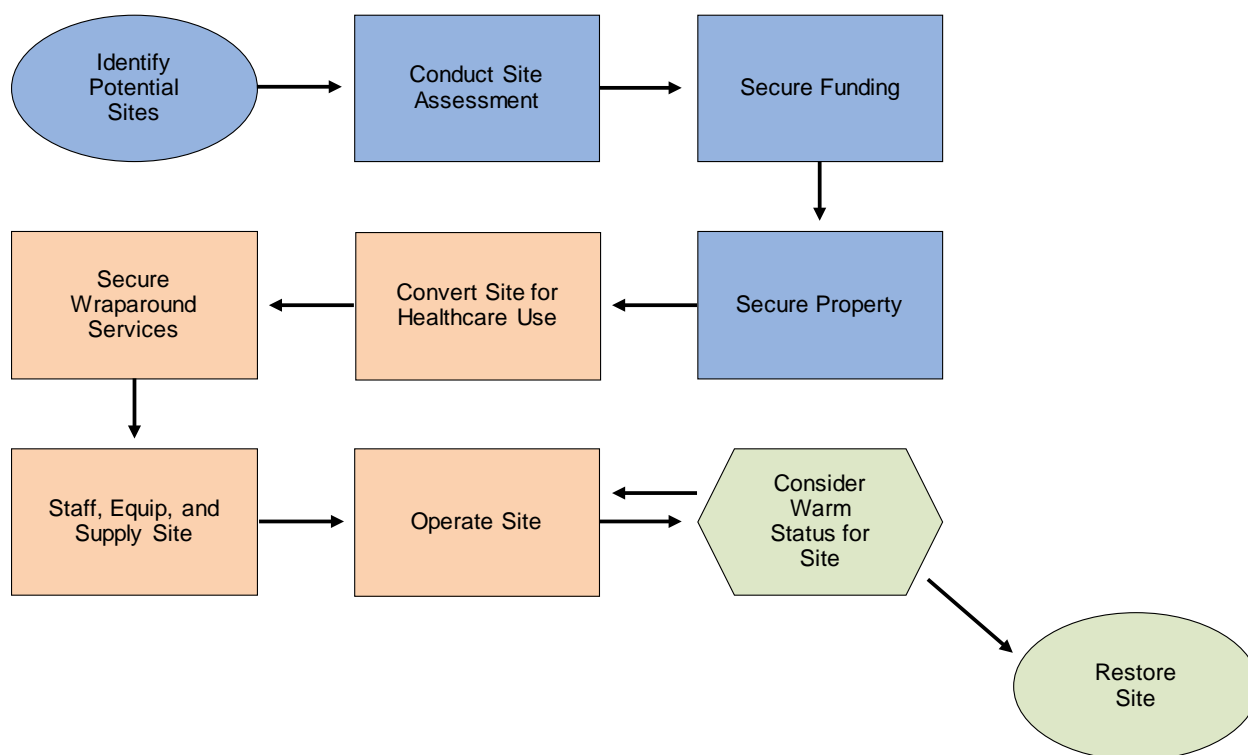 Identify
Potential
Sites
Conduct Site
Assessment
Secure Funding
Secure
Wraparound
Services
Convert Site for
Healthcare Use
Secure Property
Staff, Equip, and
Supply Site
Operate Site
Consider
Warm
Status for
Site
Restore
Site